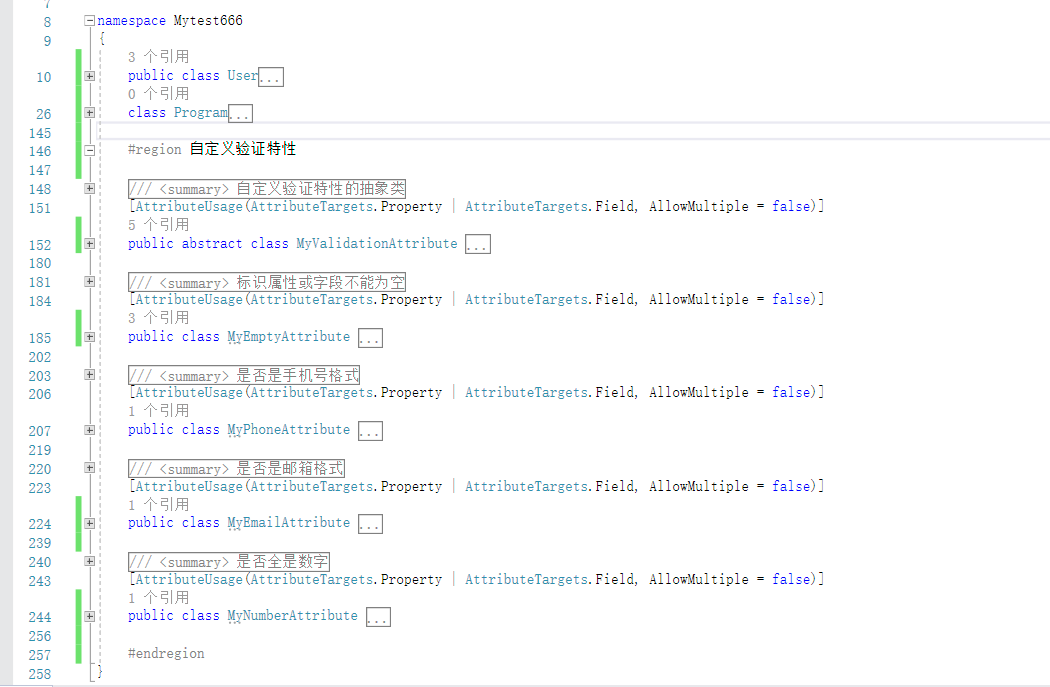 7
8 namespace Mytest666
9 {
3 个引用
10 public class User...
0 个引用
26 class Program...
145
146 #region 自定义验证特性
147
148 /// <summary> 自定义验证特性的抽象类
151 [AttributeUsage(AttributeTargets.Property | AttributeTargets.Field, AllowMultiple = false)]
5 个引用
152 public abstract class MyValidationAttribute ...
180
181 /// <summary> 标识属性或字段不能为空
184 [AttributeUsage(AttributeTargets.Property | AttributeTargets.Field, AllowMultiple = false)]
3 个引用
185 public class MyEmptyAttribute ...
202
203 /// <summary> 是否是手机号格式
206 [AttributeUsage(AttributeTargets.Property | AttributeTargets.Field, AllowMultiple = false)]
1 个引用
207 public class MyPhoneAttribute ...
219
220 /// <summary> 是否是邮箱格式
223 [AttributeUsage(AttributeTargets.Property | AttributeTargets.Field, AllowMultiple = false)]
1 个引用
224 public class MyEmailAttribute ...
239
240 /// <summary> 是否全是数字
243 [AttributeUsage(AttributeTargets.Property | AttributeTargets.Field, AllowMultiple = false)]
1 个引用
244 public class MyNumberAttribute ...
256
257 #endregion
258 }